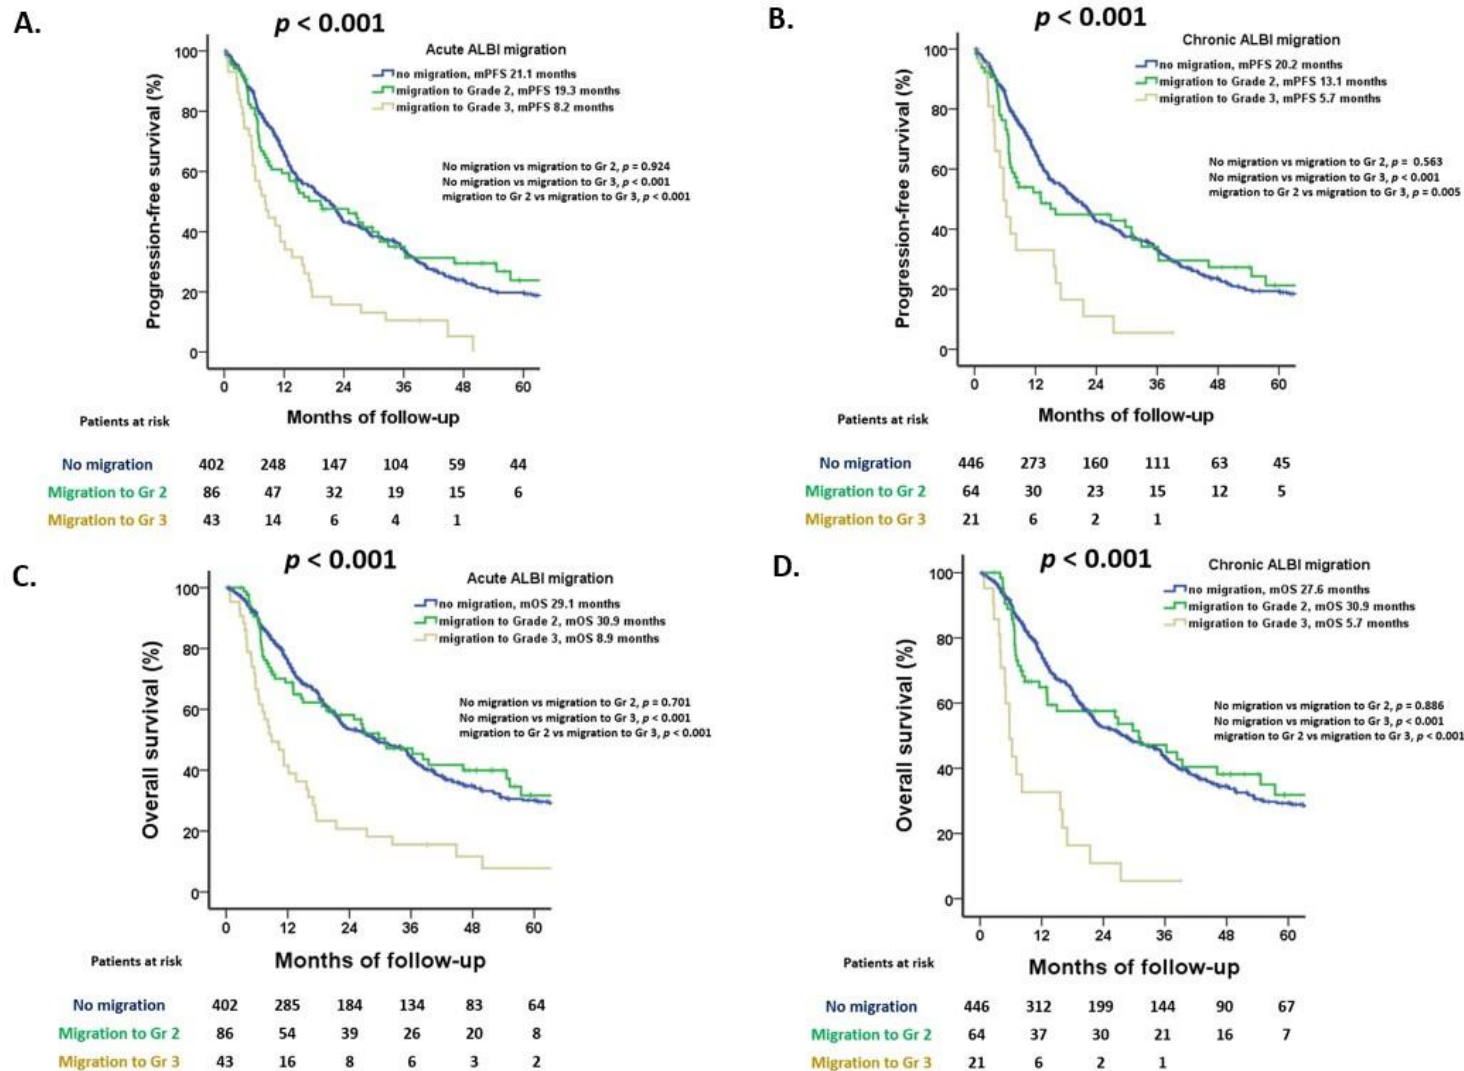 A.
p < 0.001
Acute ALBI migration
no migration, mPFS 21.1 months
migration to Grade 2, mPFS 19.3 months
migration to Grade 3, mPFS 8.2 months
No migration vs migration to Gr 2, p = 0.924
No migration vs migration to Gr 3, p < 0.001
migration to Gr 2 vs migration to Gr 3, p < 0.001
Progression-free survival (%)
100
80
60
40
20
0
0 12 24 36 48 60
Months of follow-up
Patients at risk
No migration 402 248 147 104 59 44
Migration to Gr 2 86 47 32 19 15 6
Migration to Gr 3 43 14 6 4 1
B.
p < 0.001
Chronic ALBI migration
no migration, mPFS 20.2 months
migration to Grade 2, mPFS 13.1 months
migration to Grade 3, mPFS 5.7 months
No migration vs migration to Gr 2, p = 0.563
No migration vs migration to Gr 3, p < 0.001
migration to Gr 2 vs migration to Gr 3, p = 0.005
Progression-free survival (%)
100
80
60
40
20
0
0 12 24 36 48 60
Months of follow-up
Patients at risk
No migration 446 273 160 111 63 45
Migration to Gr 2 64 30 23 15 12 5
Migration to Gr 3 21 6 2 1
C.
p < 0.001
Acute ALBI migration
no migration, mOS 29.1 months
migration to Grade 2, mOS 30.9 months
migration to Grade 3, mOS 8.9 months
No migration vs migration to Gr 2, p = 0.701
No migration vs migration to Gr 3, p < 0.001
migration to Gr 2 vs migration to Gr 3, p < 0.001
Overall survival (%)
100
80
60
40
20
0
0 12 24 36 48 60
Months of follow-up
Patients at risk
No migration 402 285 184 134 83 64
Migration to Gr 2 86 54 39 26 20 8
Migration to Gr 3 43 16 8 6 3 2
D.
p < 0.001
Chronic ALBI migration
no migration, mOS 27.6 months
migration to Grade 2, mOS 30.9 months
migration to Grade 3, mOS 5.7 months
No migration vs migration to Gr 2, p = 0.886
No migration vs migration to Gr 3, p < 0.001
migration to Gr 2 vs migration to Gr 3, p < 0.001
Overall survival (%)
100
80
60
40
20
0
0 12 24 36 48 60
Months of follow-up
Patients at risk
No migration 446 312 199 144 90 67
Migration to Gr 2 64 37 30 21 16 7
Migration to Gr 3 21 6 2 1